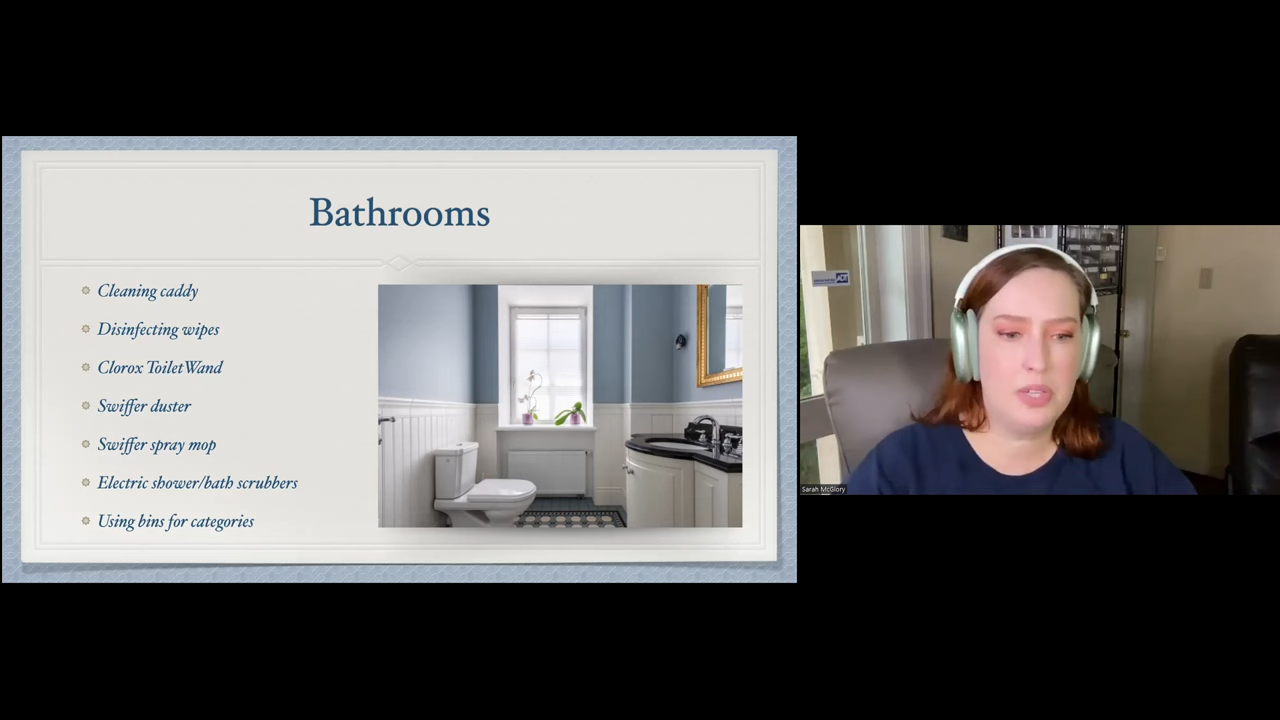 Bathrooms
Cleaning caddy
Disinfecting wipes
Clorox ToiletWand
Swiffer duster
Swiffer spray mop
Electric shower/bath scrubbers
Using bins for categories
ADT
Sarah McGlory